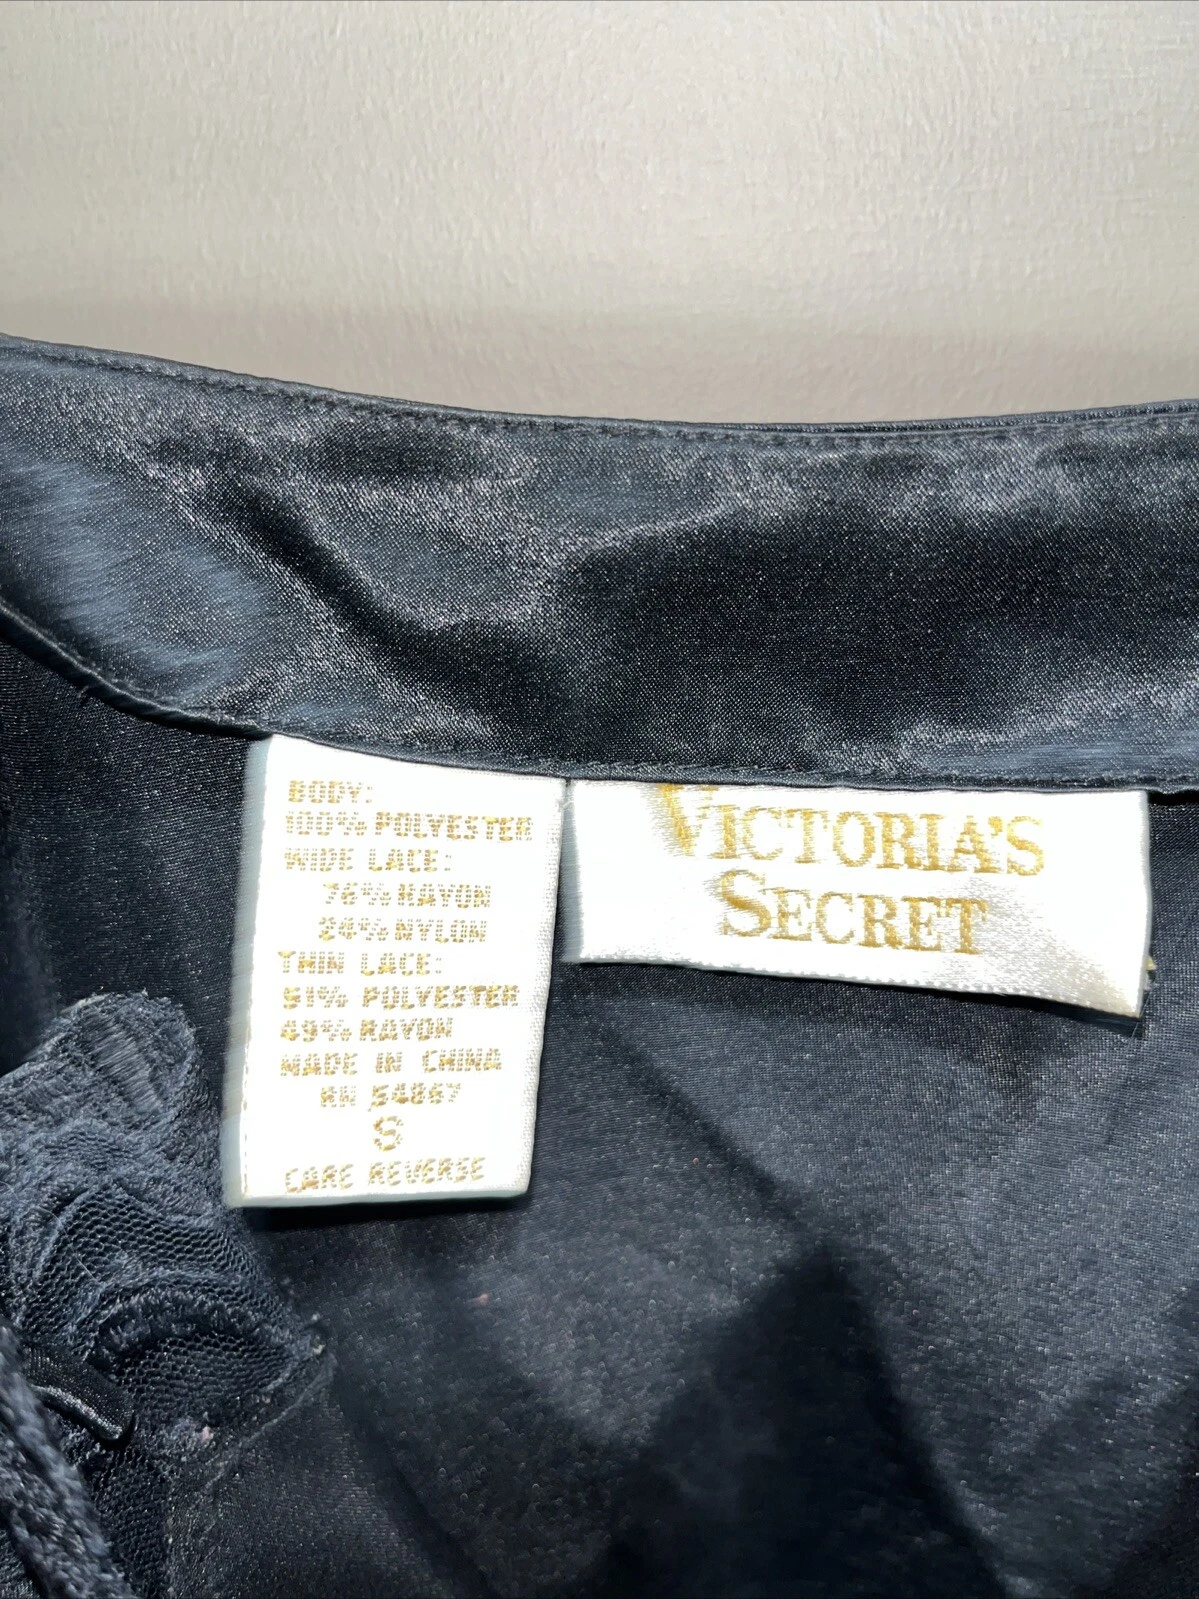 BODY:
100% POLYESTER
WIDE LACE:
76% RAYON
24% NYLON
THIN LACE:
51% POLYESTER
49% RAYON
MADE IN CHINA
RN 54867
S
CARE REVERSE
VICTORIA'S
SECRET